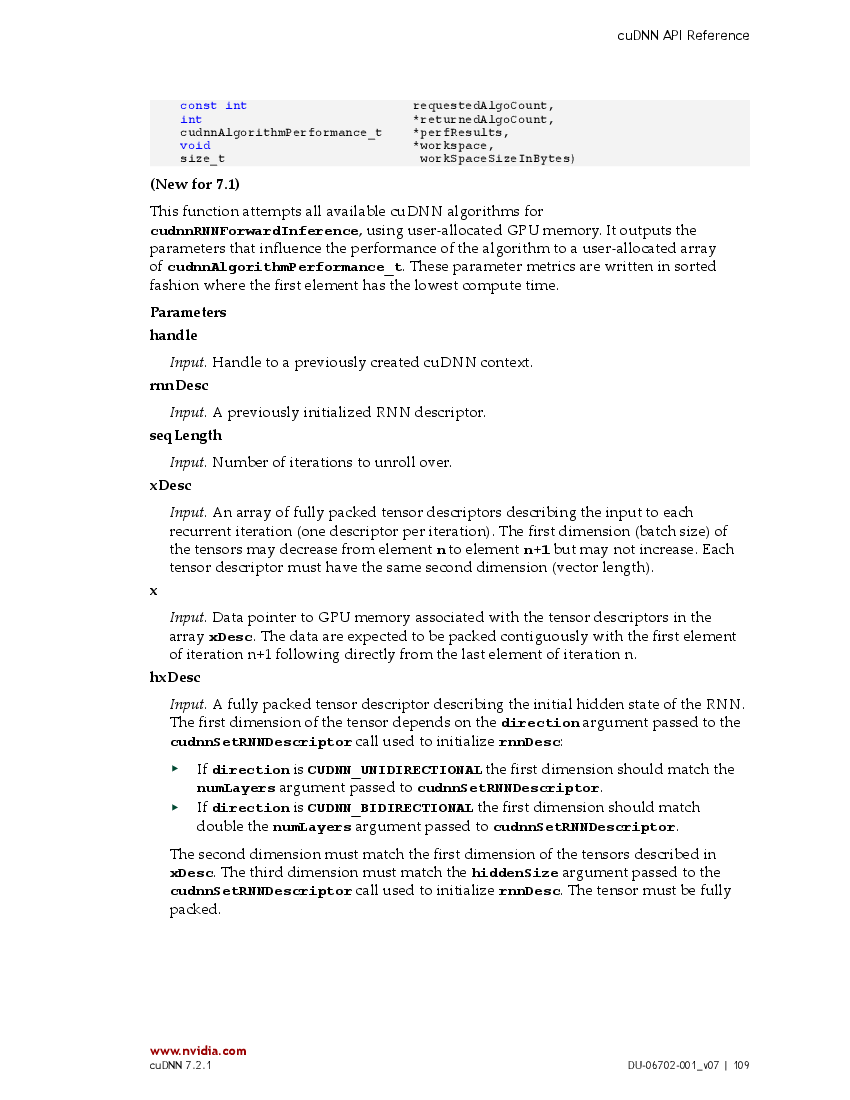 cuDNN API Reference
const int requestedAlgoCount,
int *returnedAlgoCount,
cudnnAlgorithmPerformance_t *perfResults,
void *workspace,
size_t workSpaceSizeInBytes)
(New for 7.1)
This function attempts all available cuDNN algorithms for
cudnnRNNForwardInference, using user-allocated GPU memory. It outputs the
parameters that influence the performance of the algorithm to a user-allocated array
of cudnnAlgorithmPerformance_t. These parameter metrics are written in sorted
fashion where the first element has the lowest compute time.
Parameters
handle
Input. Handle to a previously created cuDNN context.
rnnDesc
Input. A previously initialized RNN descriptor.
seqLength
Input. Number of iterations to unroll over.
xDesc
Input. An array of fully packed tensor descriptors describing the input to each
recurrent iteration (one descriptor per iteration). The first dimension (batch size) of
the tensors may decrease from element n to element n+1 but may not increase. Each
tensor descriptor must have the same second dimension (vector length).
x
Input. Data pointer to GPU memory associated with the tensor descriptors in the
array xDesc. The data are expected to be packed contiguously with the first element
of iteration n+1 following directly from the last element of iteration n.
hxDesc
Input. A fully packed tensor descriptor describing the initial hidden state of the RNN.
The first dimension of the tensor depends on the direction argument passed to the
cudnnSetRNNDescriptor call used to initialize rnnDesc:
‣ If direction is CUDNN_UNIDIRECTIONAL the first dimension should match the
numLayers argument passed to cudnnSetRNNDescriptor.
‣ If direction is CUDNN_BIDIRECTIONAL the first dimension should match
double the numLayers argument passed to cudnnSetRNNDescriptor.
The second dimension must match the first dimension of the tensors described in
xDesc. The third dimension must match the hiddenSize argument passed to the
cudnnSetRNNDescriptor call used to initialize rnnDesc. The tensor must be fully
packed.
www.nvidia.com
cuDNN 7.2.1 DU-06702-001_v07 | 109